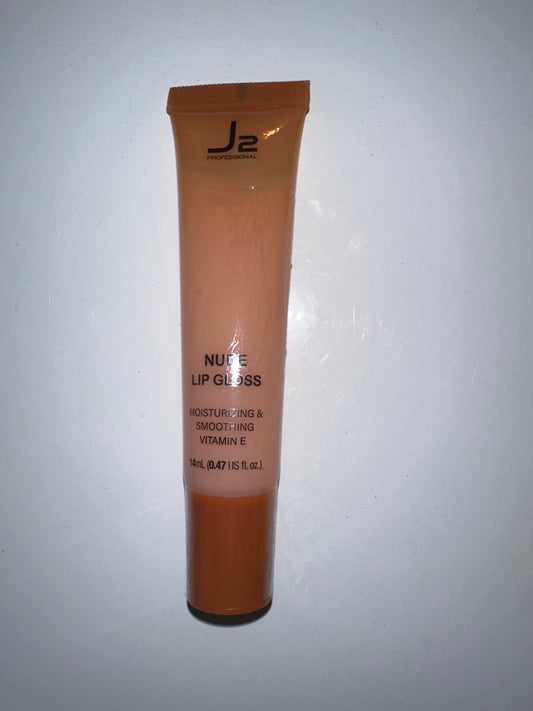 J2
PROFESSIONAL
NUDE
LIP GLOSS
MOISTURIZING &
SMOOTHING
VITAMIN E
14mL (0.47 US fl. oz.)